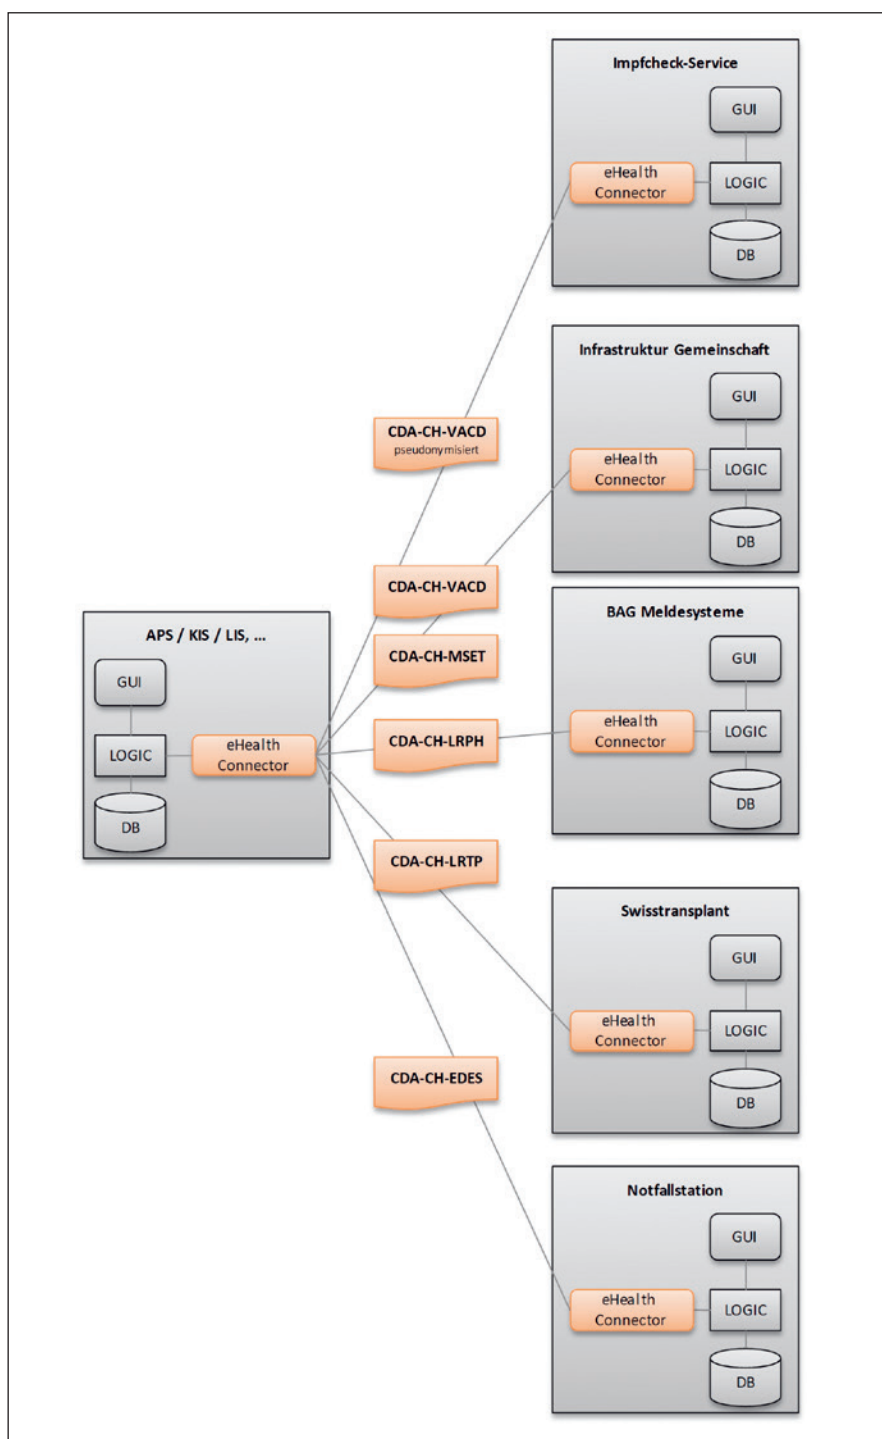 Impfcheck-Service
GUI
eHealth
Connector
LOGIC
DB
Infrastruktur Gemeinschaft
GUI
eHealth
Connector
LOGIC
DB
CDA-CH-VACD
pseudonymisiert
CDA-CH-VACD
CDA-CH-MSET
CDA-CH-LRPH
CDA-CH-LRTP
CDA-CH-EDES
APS / KIS / LIS, ...
GUI
LOGIC
eHealth
Connector
DB
BAG Meldesysteme
GUI
eHealth
Connector
LOGIC
DB
Swisstransplant
GUI
eHealth
Connector
LOGIC
DB
Notfallstation
GUI
eHealth
Connector
LOGIC
DB